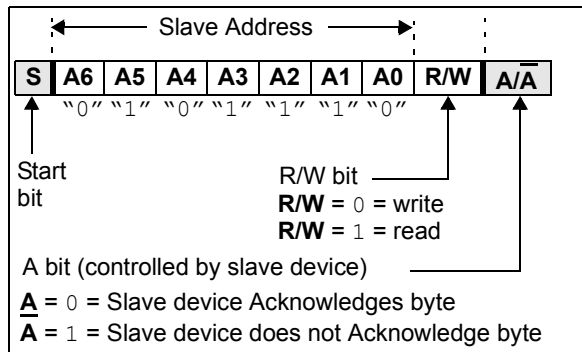 Slave Address
S A6 A5 A4 A3 A2 A1 A0 R/W A/A̅
“0” “1” “0” “1” “1” “1” “0”
Start
bit
R/W bit
R/W = 0 = write
R/W = 1 = read
A bit (controlled by slave device)
A = 0 = Slave device Acknowledges byte
A̅ = 1 = Slave device does not Acknowledge byte